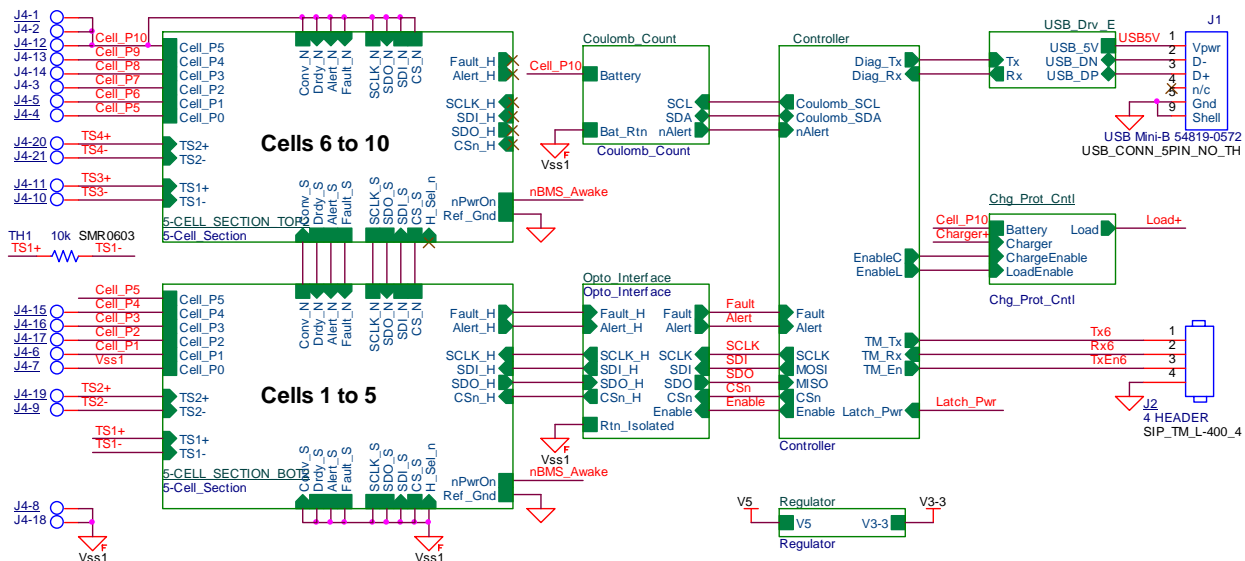 J4-1
J4-2
J4-12
J4-13
J4-14
J4-3
J4-5
J4-4
J4-20
J4-21
J4-11
J4-10
Cell_P10
Cell_P9
Cell_P8
Cell_P7
Cell_P6
Cell_P5
TS4+
TS4-
TS3+
TS3-
Cell_P5
Cell_P4
Cell_P3
Cell_P2
Cell_P1
Cell_P0
TS2+
TS2-
TS1+
TS1-
Conv_N
Drdy_N
Alert_N
Fault_N
SCLK_N
SDO_N
SDI_N
CS_N
Cells 6 to 10
Fault_H
Alert_H
SCLK_H
SDI_H
SDO_H
CSn_H
nPwrOn
Ref_Gnd
nBMS_Awake
Conv_S
Drdy_S
Alert_S
Fault_S
SCLK_S
SDO_S
SDI_S
CS_S
H_Sel_n
5-Cell_Section
TH1 10k SMR0603
TS1+ TS1-
J4-15
J4-16
J4-17
J4-6
J4-7
J4-19
J4-9
Cell_P5
Cell_P4
Cell_P3
Cell_P2
Cell_P1
Vss1
TS2+
TS2-
TS1+
TS1-
Cell_P5
Cell_P4
Cell_P3
Cell_P2
Cell_P1
Cell_P0
TS2+
TS2-
TS1+
TS1-
Conv_N
Drdy_N
Alert_N
Fault_N
SCLK_N
SDO_N
SDI_N
CS_N
Cells 1 to 5
Fault_H
Alert_H
SCLK_H
SDI_H
SDO_H
CSn_H
nPwrOn
Ref_Gnd
nBMS_Awake
Conv_S
Drdy_S
Alert_S
Fault_S
SCLK_S
SDO_S
SDI_S
CS_S
H_Sel_n
5-Cell_Section
J4-8
J4-18
F
Vss1
F
Vss1
Coulomb_Count
Cell_P10
Battery
SCL
SDA
nAlert
Bat_Rtn
Coulomb_Count
F
Vss1
Opto_Interface
Opto_Interface
Fault_H
Alert_H
SCLK_H
SDI_H
SDO_H
CSn_H
Rtn_Isolated
Fault
Alert
SCLK
SDI
SDO
CSn
Enable
F
Vss1
Fault
Alert
SCLK
SDI
SDO
CSn
Enable
Controller
Diag_Tx
Diag_Rx
Coulomb_SCL
Coulomb_SDA
nAlert
EnableC
EnableL
Fault
Alert
SCLK
MOSI
MISO
CSn
Enable
TM_Tx
TM_Rx
TM_En
Latch_Pwr
Controller
Latch_Pwr
USB_Drv_E
Tx
Rx
USB_5V
USB_DN
USB_DP
USB5V
J1
1 Vpwr
2 D-
3 D+
4 n/c
5 Gnd
9 Shell
USB Mini-B 54819-0572
USB_CONN_5PIN_NO_TH
Chg_Prot_Cntl
Cell_P10
Charger+
Battery
Charger
ChargeEnable
LoadEnable
Load
Load+
Chg_Prot_Cntl
Tx6
Rx6
TxEn6
1
2
3
4
J2
4 HEADER
SIP_TM_L-400_4
V5
Regulator
V5
V3-3
V3-3
Regulator